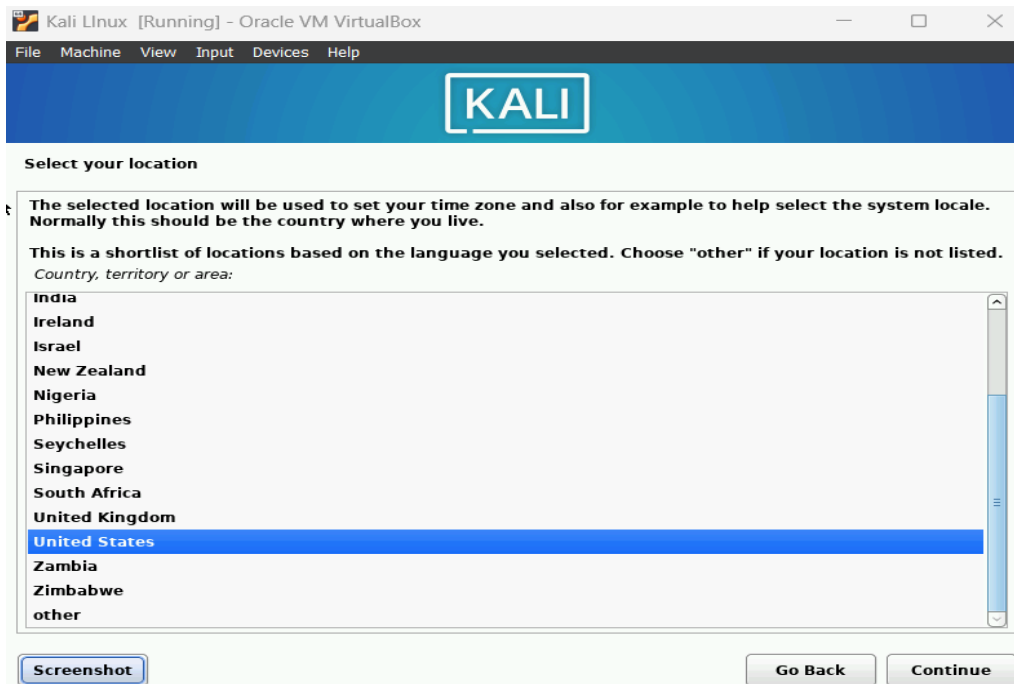 Kali LInux [Running] - Oracle VM VirtualBox
File Machine View Input Devices Help
KALI
Select your location
The selected location will be used to set your time zone and also for example to help select the system locale.
Normally this should be the country where you live.
This is a shortlist of locations based on the language you selected. Choose "other" if your location is not listed.
Country, territory or area:
India
Ireland
Israel
New Zealand
Nigeria
Philippines
Seychelles
Singapore
South Africa
United Kingdom
United States
Zambia
Zimbabwe
other
Screenshot Go Back Continue